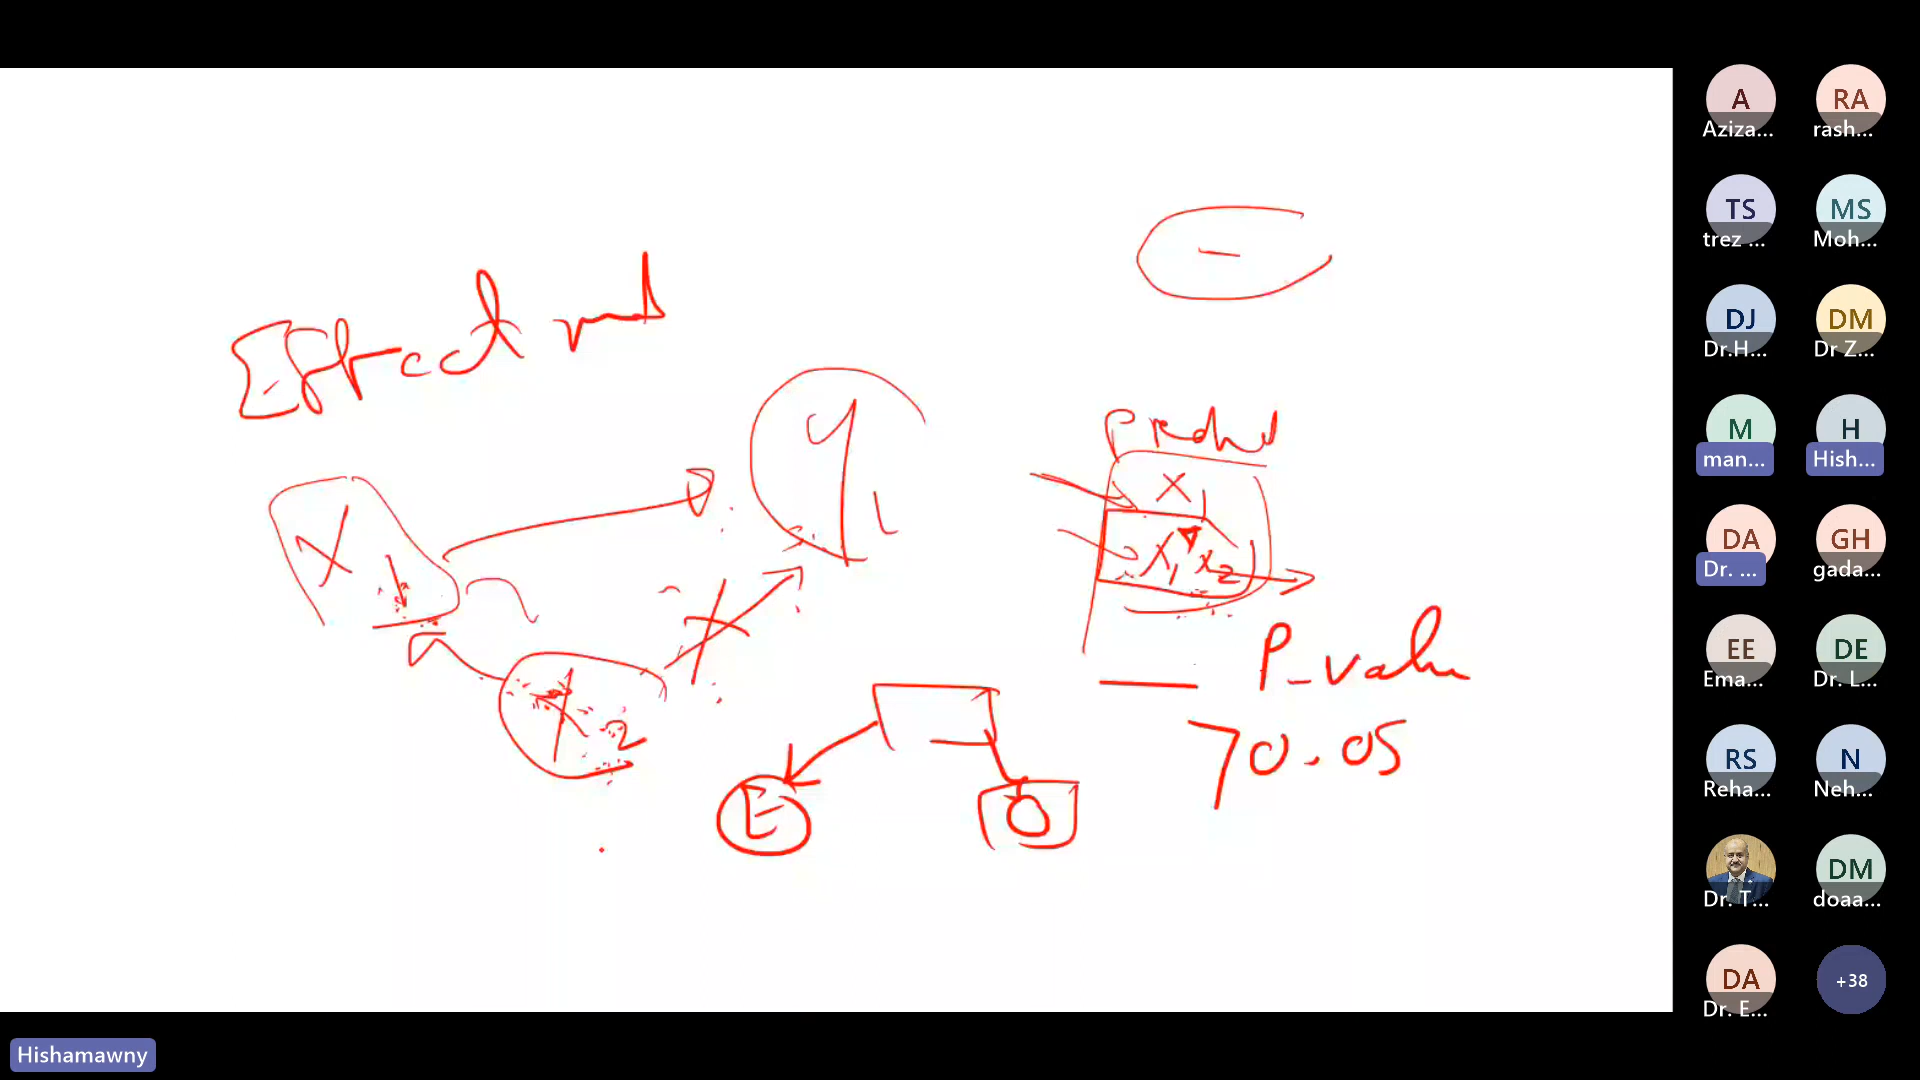 Effect
X1
Y1
X2
X1
X1 * X2
P-value
> 0.05
E
O
A
Aziza...
RA
rash...
TS
trez ...
MS
Moh...
DJ
Dr.H...
DM
Dr Z...
M
man...
H
Hish...
DA
Dr. ...
GH
gada...
EE
Ema...
DE
Dr. L...
RS
Reha...
N
Neh...
Dr. T...
DM
doaa...
DA
Dr. E...
+38
Hishamawny